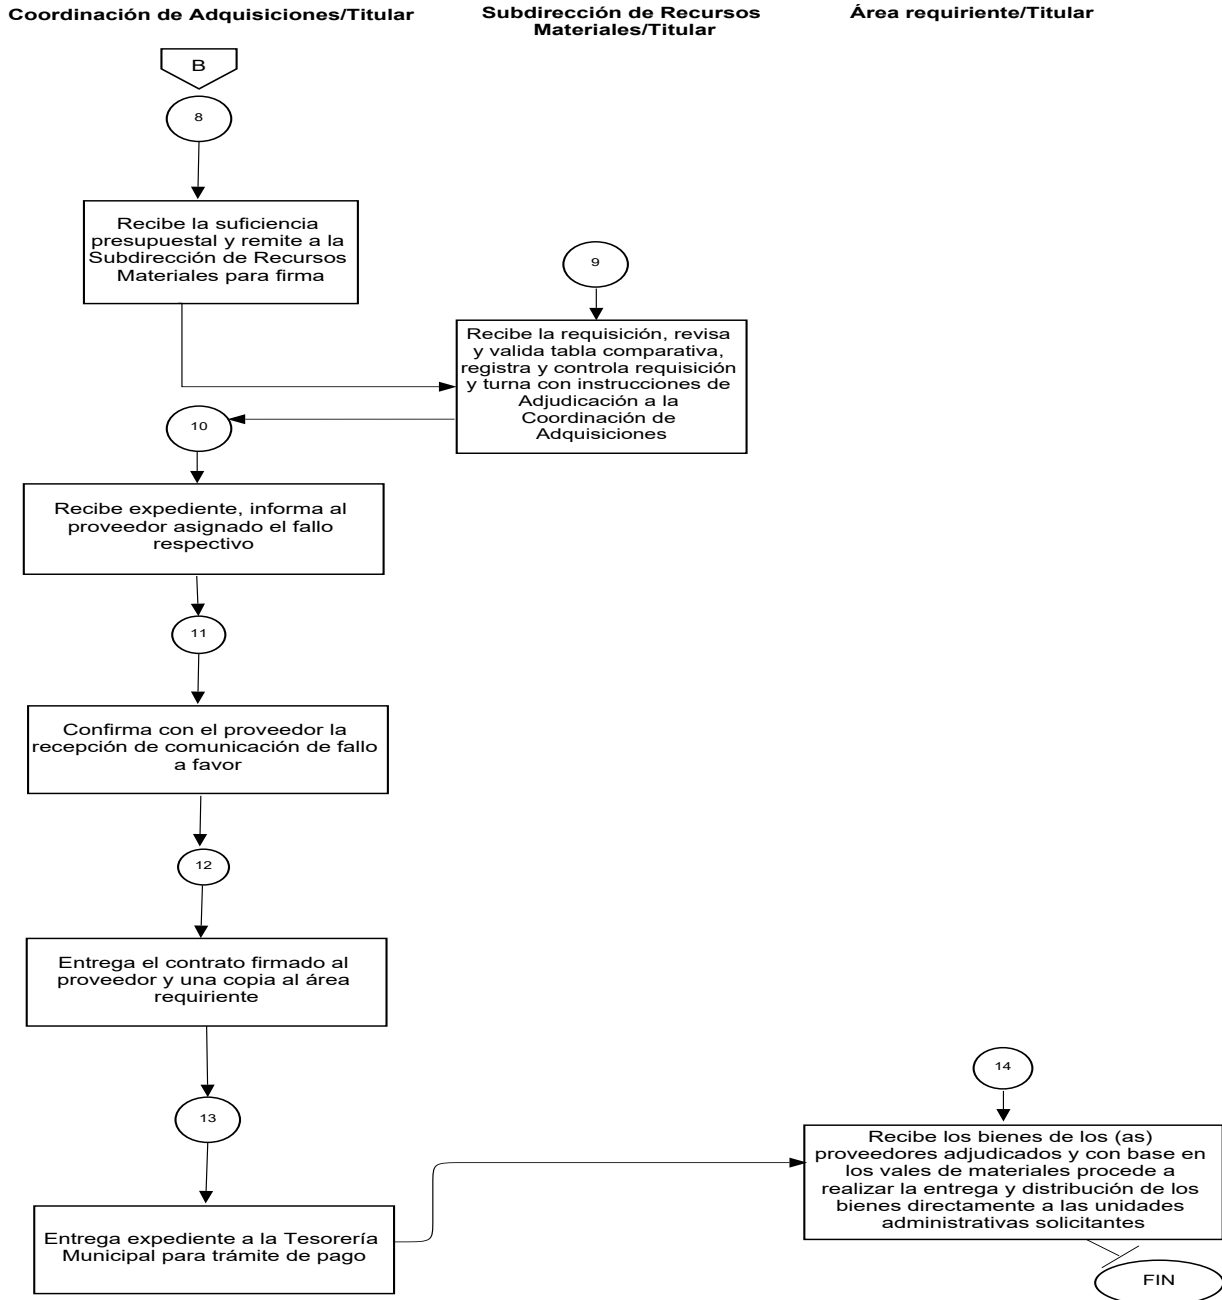 Coordinación de Adquisiciones/Titular
Subdirección de Recursos
Materiales/Titular
Área requiriente/Titular
B
8
Recibe la suficiencia
presupuestal y remite a la
Subdirección de Recursos
Materiales para firma
9
Recibe la requisición, revisa
y valida tabla comparativa,
registra y controla requisición
y turna con instrucciones de
Adjudicación a la
Coordinación de
Adquisiciones
10
Recibe expediente, informa al
proveedor asignado el fallo
respectivo
11
Confirma con el proveedor la
recepción de comunicación de fallo
a favor
12
Entrega el contrato firmado al
proveedor y una copia al área
requiriente
13
Entrega expediente a la Tesorería
Municipal para trámite de pago
14
Recibe los bienes de los (as)
proveedores adjudicados y con base en
los vales de materiales procede a
realizar la entrega y distribución de los
bienes directamente a las unidades
administrativas solicitantes
FIN